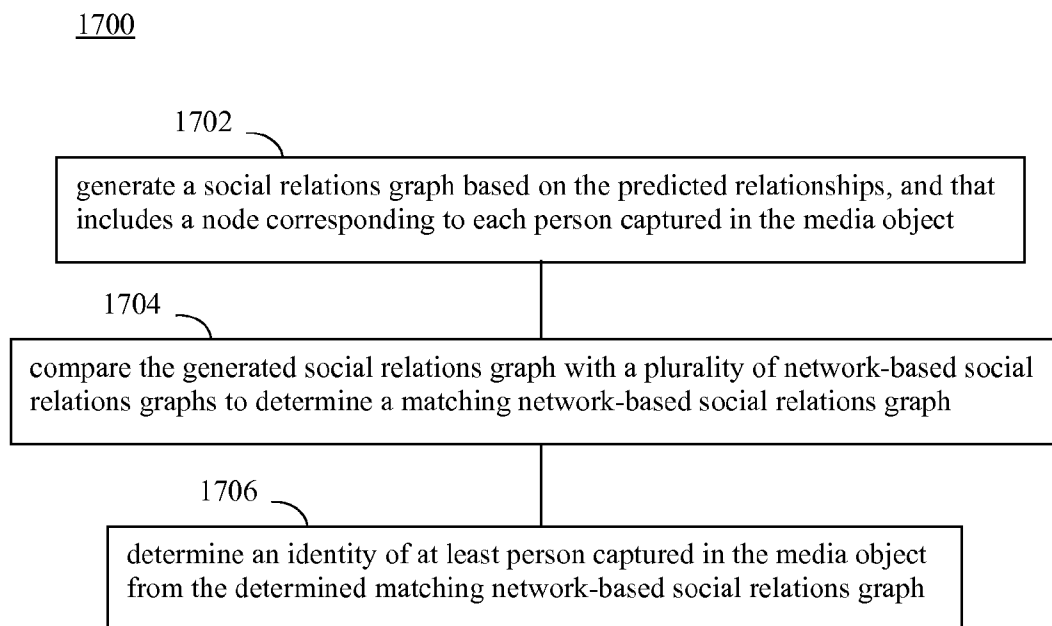 1700
1702
generate a social relations graph based on the predicted relationships, and that
includes a node corresponding to each person captured in the media object
1704
compare the generated social relations graph with a plurality of network-based social
relations graphs to determine a matching network-based social relations graph
1706
determine an identity of at least person captured in the media object
from the determined matching network-based social relations graph